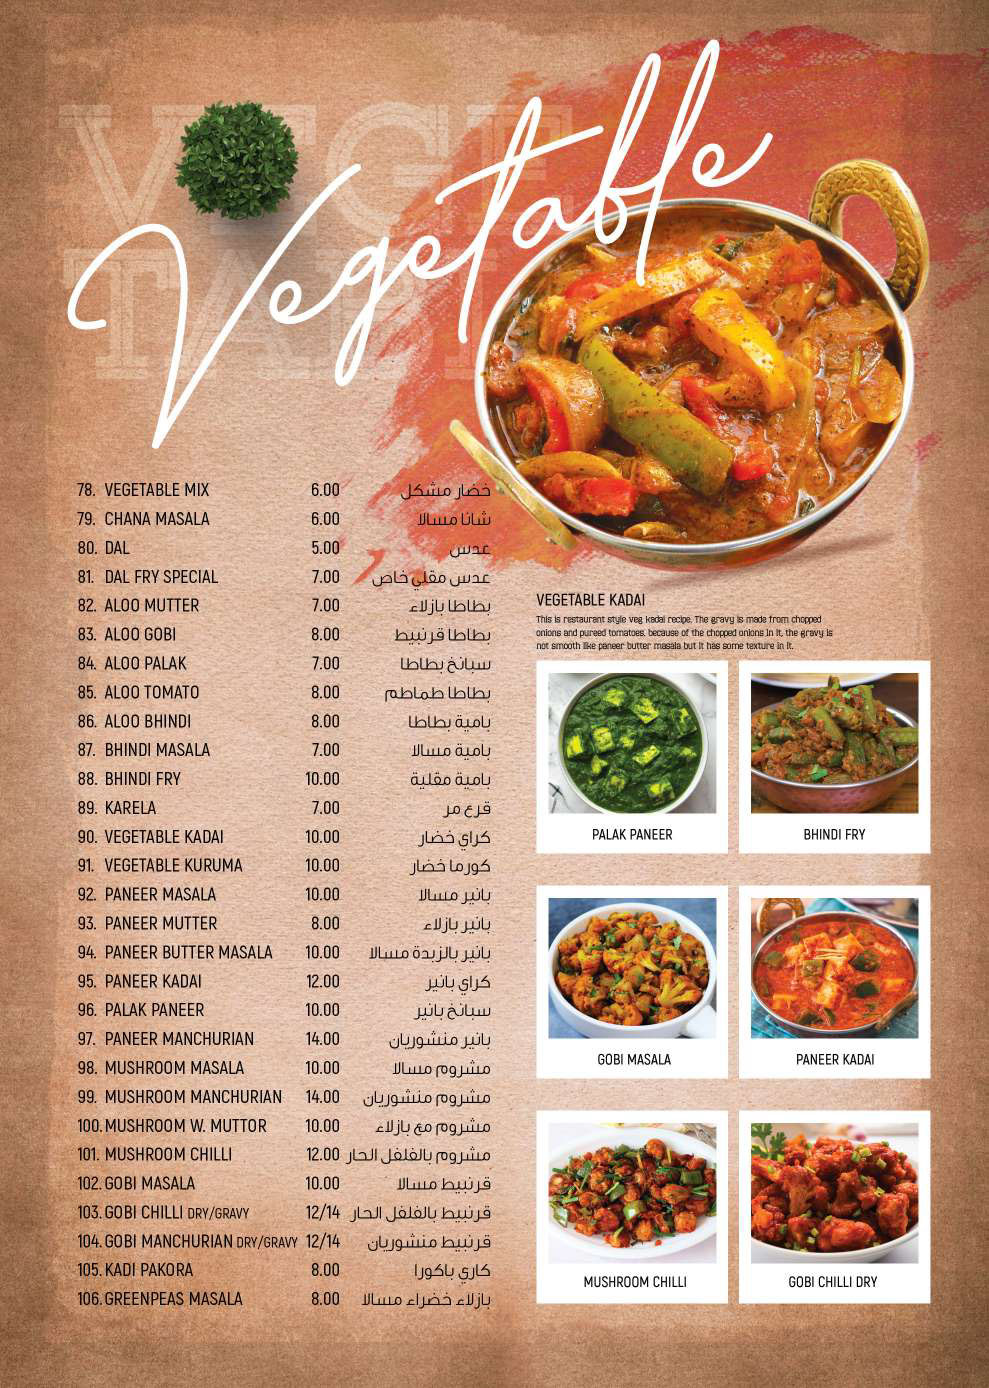 VEGE
TABL
Vegetable
78. VEGETABLE MIX 6.00 خضار مشكل
79. CHANA MASALA 6.00 شانا مسالا
80. DAL 5.00 عدس
81. DAL FRY SPECIAL 7.00 عدس مقلي خاص
82. ALOO MUTTER 7.00 بطاطا بازلاء
83. ALOO GOBI 8.00 بطاطا قرنبيط
84. ALOO PALAK 7.00 سبانخ بطاطا
85. ALOO TOMATO 8.00 بطاطا طماطم
86. ALOO BHINDI 8.00 بامية بطاطا
87. BHINDI MASALA 7.00 بامية مسالا
88. BHINDI FRY 10.00 بامية مقلية
89. KARELA 7.00 قرع مر
90. VEGETABLE KADAI 10.00 كراي خضار
91. VEGETABLE KURUMA 10.00 كورما خضار
92. PANEER MASALA 10.00 بانير مسالا
93. PANEER MUTTER 8.00 بانير بازلاء
94. PANEER BUTTER MASALA 10.00 بانير بالزبدة مسالا
95. PANEER KADAI 12.00 كراي بانير
96. PALAK PANEER 10.00 سبانخ بانير
97. PANEER MANCHURIAN 14.00 بانير منشوريان
98. MUSHROOM MASALA 10.00 مشروم مسالا
99. MUSHROOM MANCHURIAN 14.00 مشروم منشوريان
100. MUSHROOM W. MUTTOR 10.00 مشروم مع بازلاء
101. MUSHROOM CHILLI 12.00 مشروم بالفلفل الحار
102. GOBI MASALA 10.00 قرنبيط مسالا
103. GOBI CHILLI DRY/GRAVY 12/14 قرنبيط بالفلفل الحار
104. GOBI MANCHURIAN DRY/GRAVY 12/14 قرنبيط منشوريان
105. KADI PAKORA 8.00 كاري باكورا
106. GREENPEAS MASALA 8.00 بازلاء خضراء مسالا
VEGETABLE KADAI
This is restaurant style veg kadai recipe. The gravy is made from chopped
onions and pureed tomatoes. because of the chopped onions in it, the gravy is
not smooth like paneer butter masala but it has some texture in it.
PALAK PANEER
BHINDI FRY
GOBI MASALA
PANEER KADAI
MUSHROOM CHILLI
GOBI CHILLI DRY